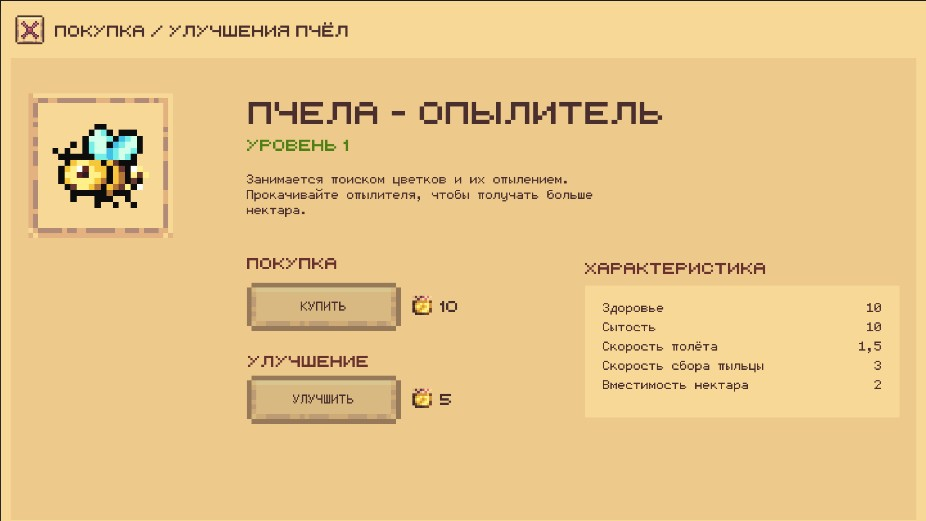 ПОКУПКА / УЛУЧШЕНИЯ ПЧЁЛ
ПЧЕЛА - ОПЫЛИТЕЛЬ
УРОВЕНЬ 1
Занимается поиском цветков и их опылением.
Прокачивайте опылителя, чтобы получать больше
нектара.
ПОКУПКА
КУПИТЬ 10
УЛУЧШЕНИЕ
УЛУЧШИТЬ 5
ХАРАКТЕРИСТИКА
Здоровье 10
Сытость 10
Скорость полёта 1,5
Скорость сбора пыльцы 3
Вместимость нектара 2